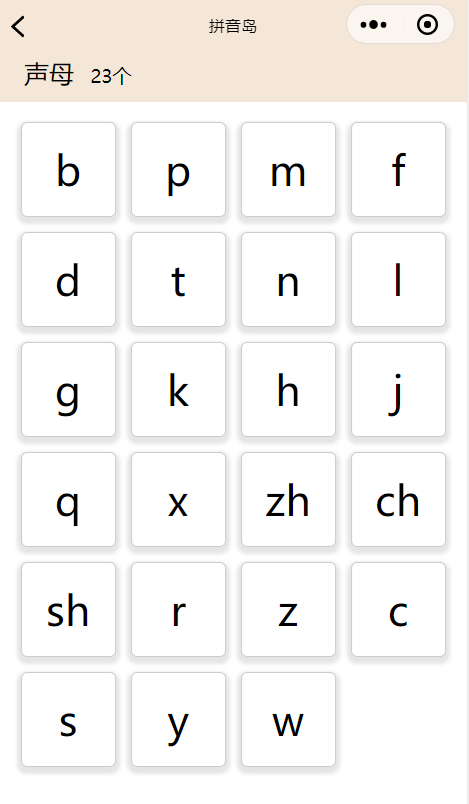 拼音岛
声母 23个
b p m f
d t n l
g k h j
q x zh ch
sh r z c
s y w